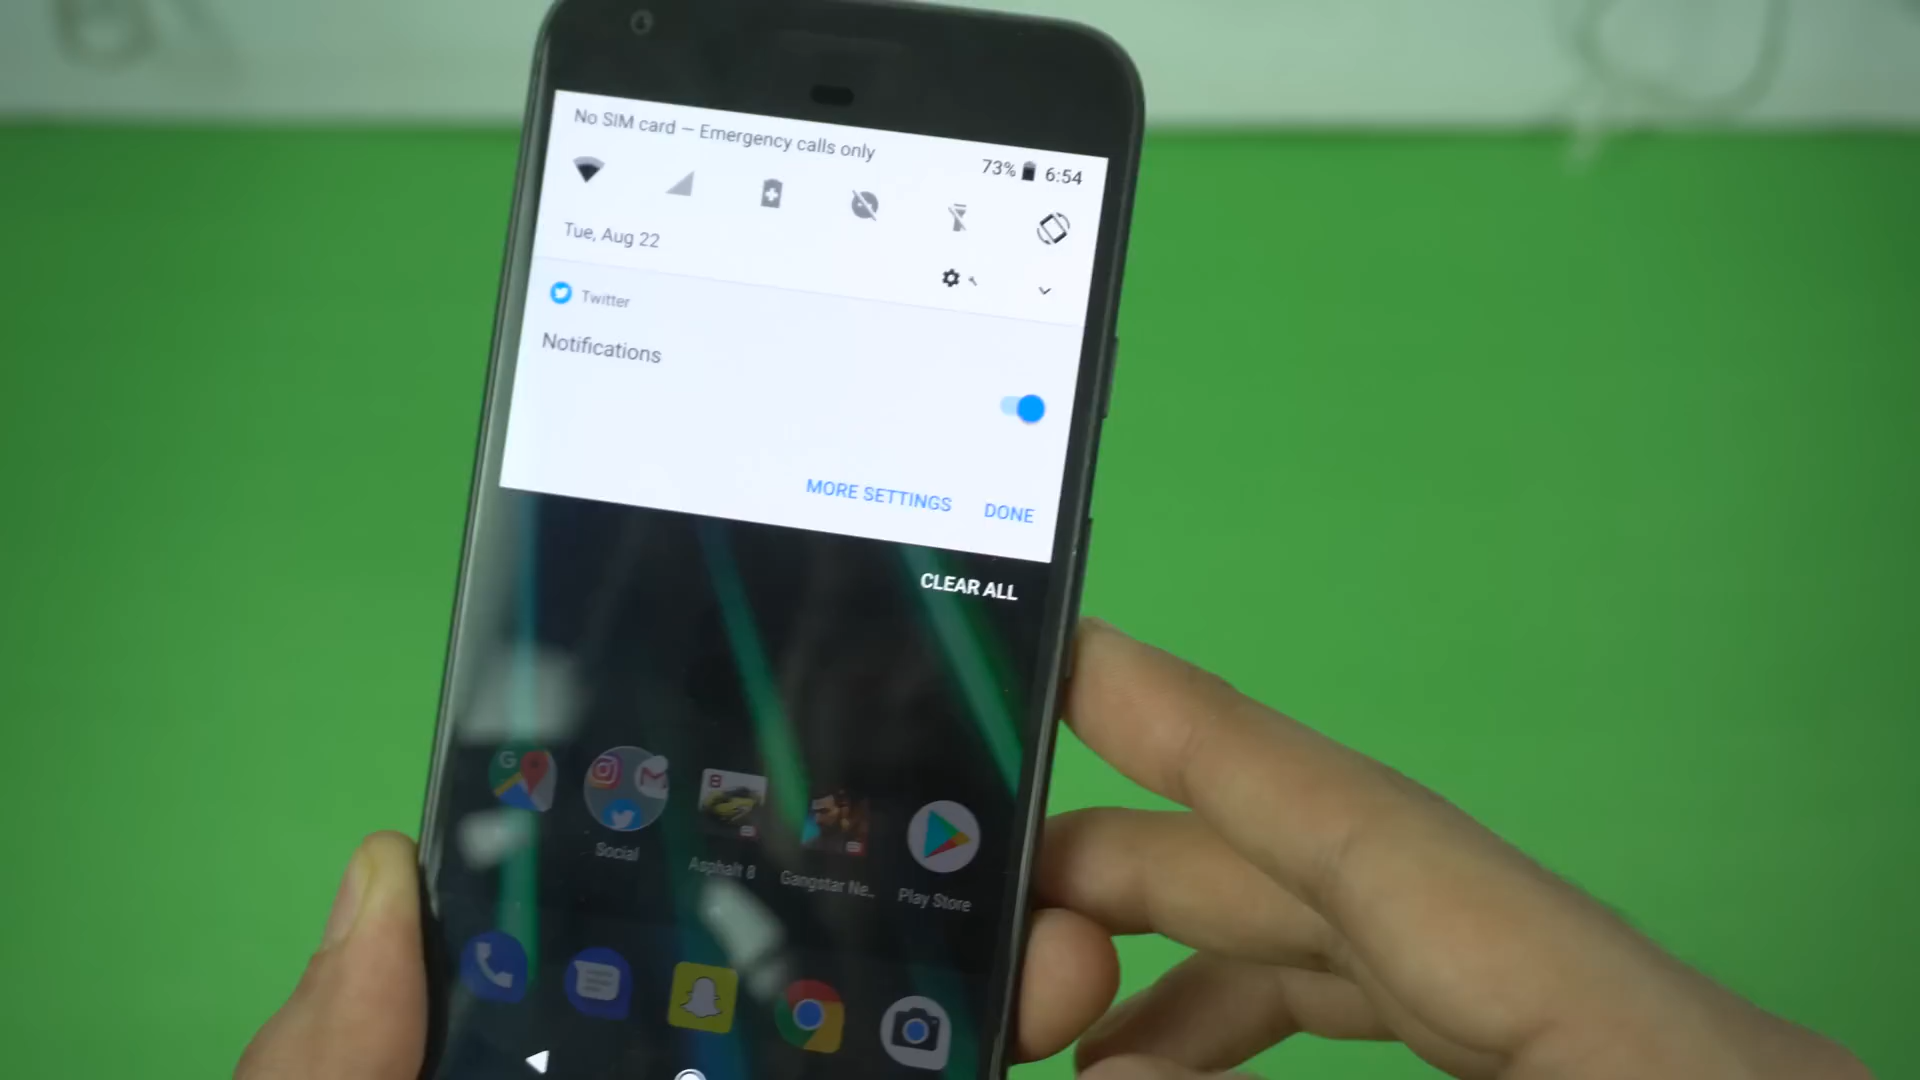 No SIM card — Emergency calls only
73% 6:54
Tue, Aug 22
Twitter
Notifications
MORE SETTINGS DONE
CLEAR ALL
Social
Asphalt 8
Gangstar Ne..
Play Store